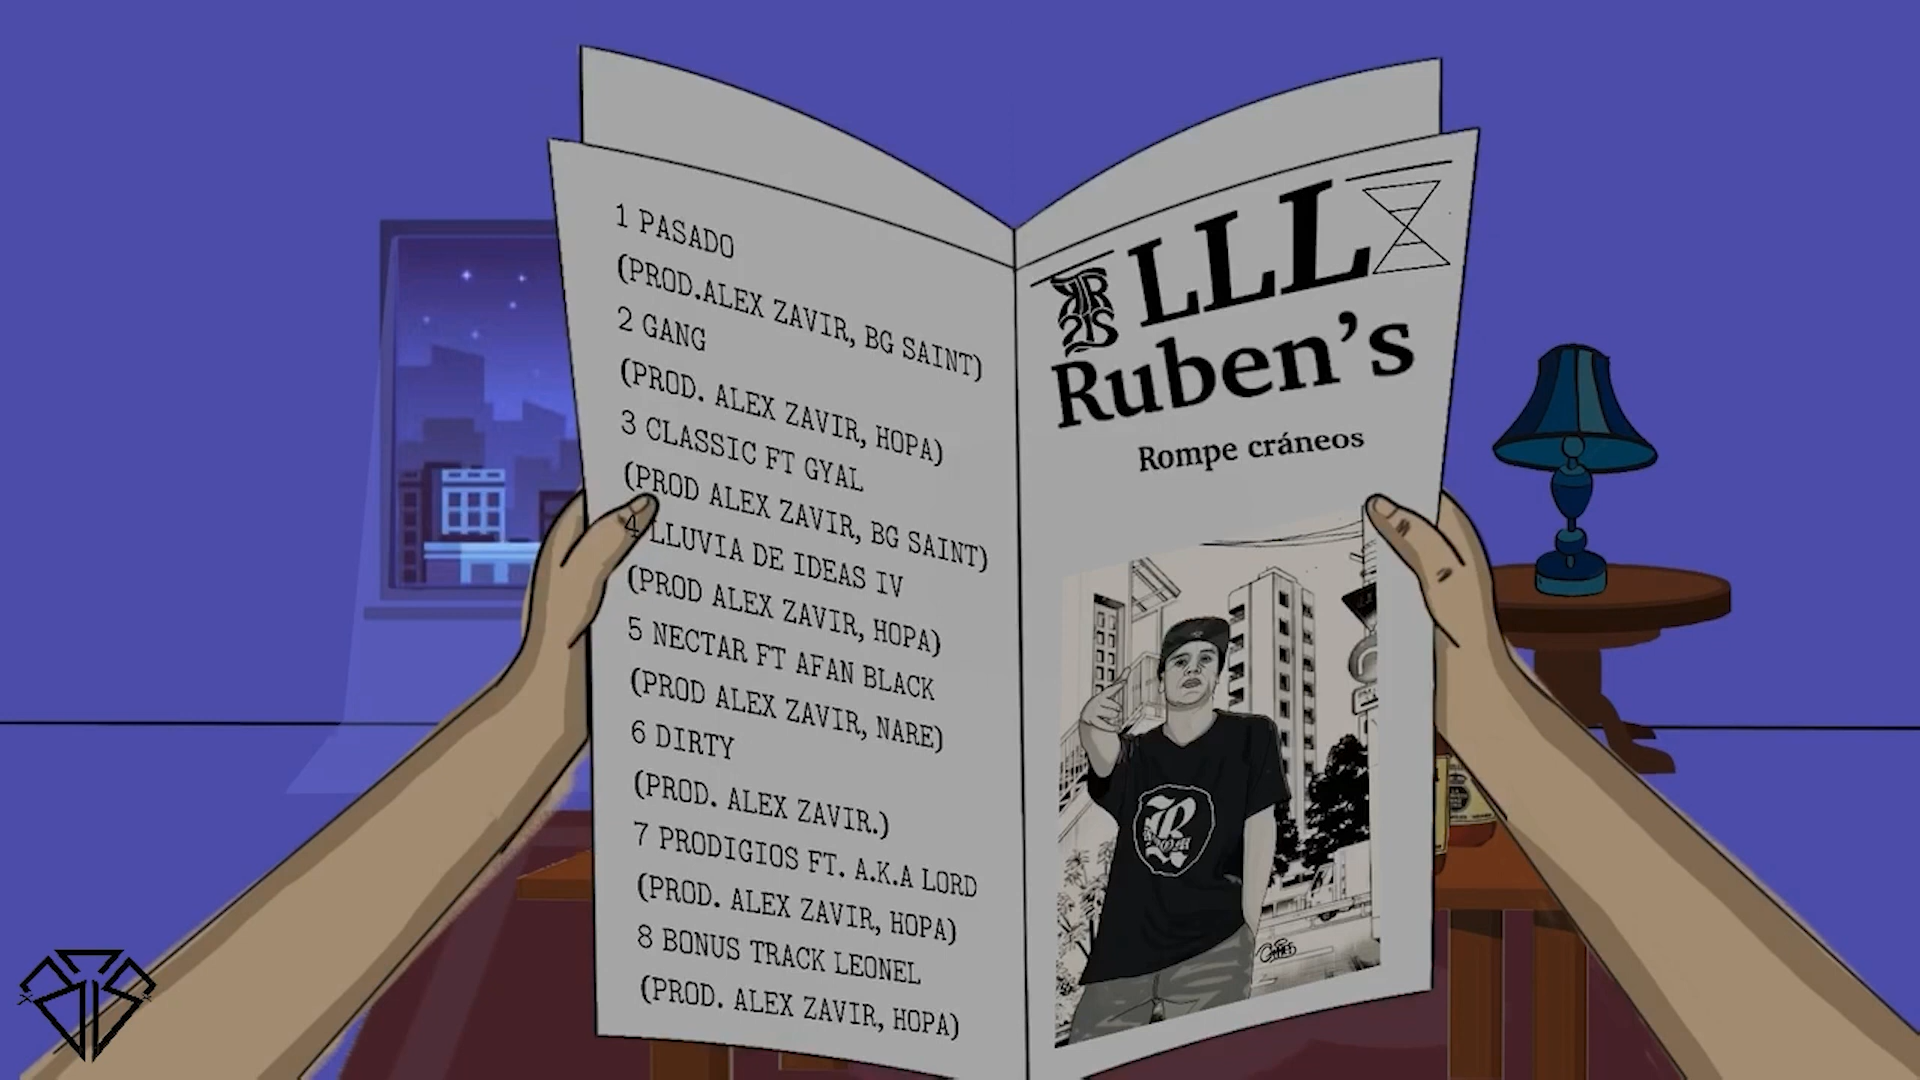 1 PASADO
(PROD.ALEX ZAVIR, BG SAINT)
2 GANG
(PROD. ALEX ZAVIR, HOPA)
3 CLASSIC FT GYAL
(PROD ALEX ZAVIR, BG SAINT)
4 LLUVIA DE IDEAS IV
(PROD ALEX ZAVIR, HOPA)
5 NECTAR FT AFAN BLACK
(PROD ALEX ZAVIR, NARE)
6 DIRTY
(PROD. ALEX ZAVIR.)
7 PRODIGIOS FT. A.K.A LORD
(PROD. ALEX ZAVIR, HOPA)
8 BONUS TRACK LEONEL
(PROD. ALEX ZAVIR, HOPA)
LLL
Ruben's
Rompe cráneos